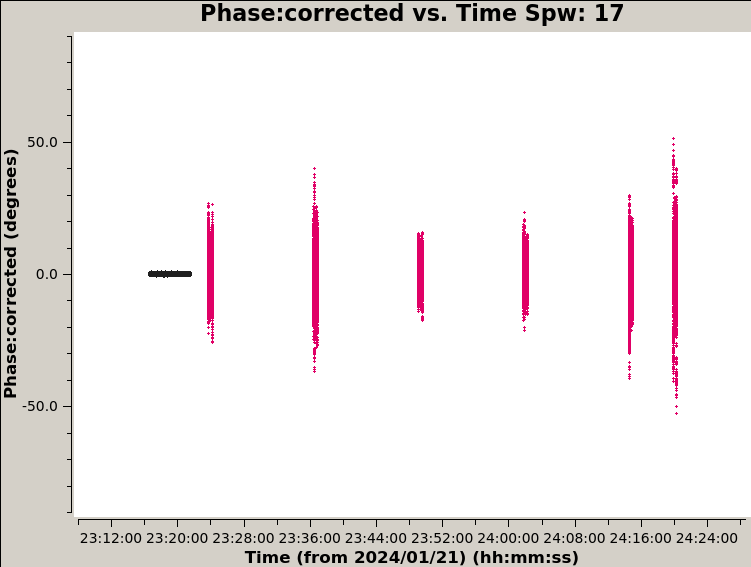 Phase:corrected vs. Time Spw: 17
Phase:corrected (degrees)
50.0
0.0
-50.0
23:12:00 23:20:00 23:28:00 23:36:00 23:44:00 23:52:00 24:00:00 24:08:00 24:16:00 24:24:00
Time (from 2024/01/21) (hh:mm:ss)